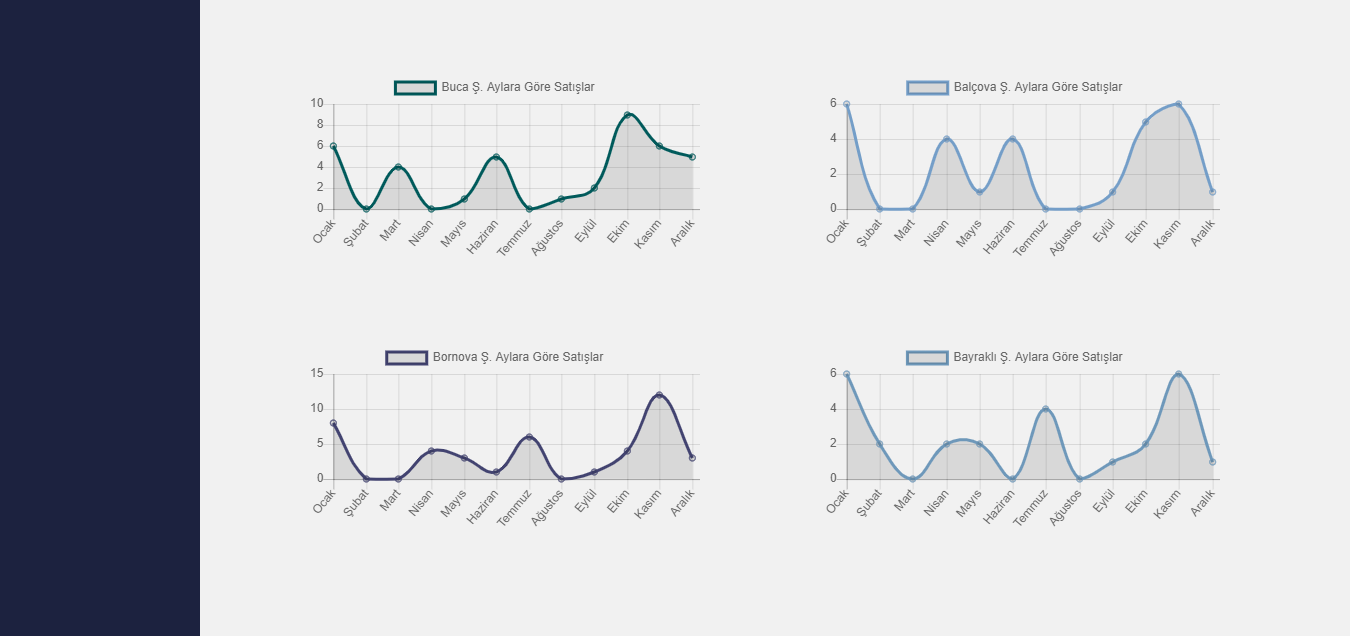 Buca Ş. Aylara Göre Satışlar
10
8
6
4
2
0
Ocak Şubat Mart Nisan Mayıs Haziran Temmuz Ağustos Eylül Ekim Kasım Aralık
Balçova Ş. Aylara Göre Satışlar
6
4
2
0
Ocak Şubat Mart Nisan Mayıs Haziran Temmuz Ağustos Eylül Ekim Kasım Aralık
Bornova Ş. Aylara Göre Satışlar
15
10
5
0
Ocak Şubat Mart Nisan Mayıs Haziran Temmuz Ağustos Eylül Ekim Kasım Aralık
Bayraklı Ş. Aylara Göre Satışlar
6
4
2
0
Ocak Şubat Mart Nisan Mayıs Haziran Temmuz Ağustos Eylül Ekim Kasım Aralık